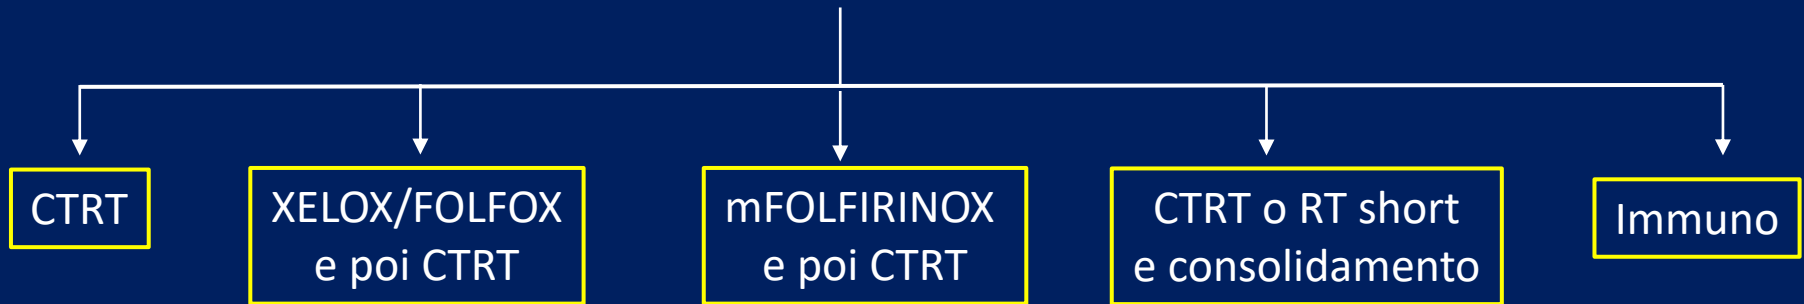 CTRT
XELOX/FOLFOX
e poi CTRT
mFOLFIRINOX
e poi CTRT
CTRT o RT short
e consolidamento
Immuno